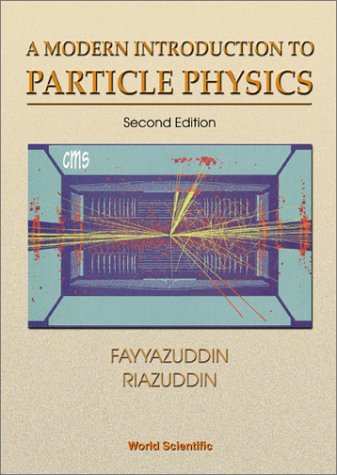 A MODERN INTRODUCTION TO
PARTICLE PHYSICS
Second Edition
cms
FAYYAZUDDIN
RIAZUDDIN
World Scientific